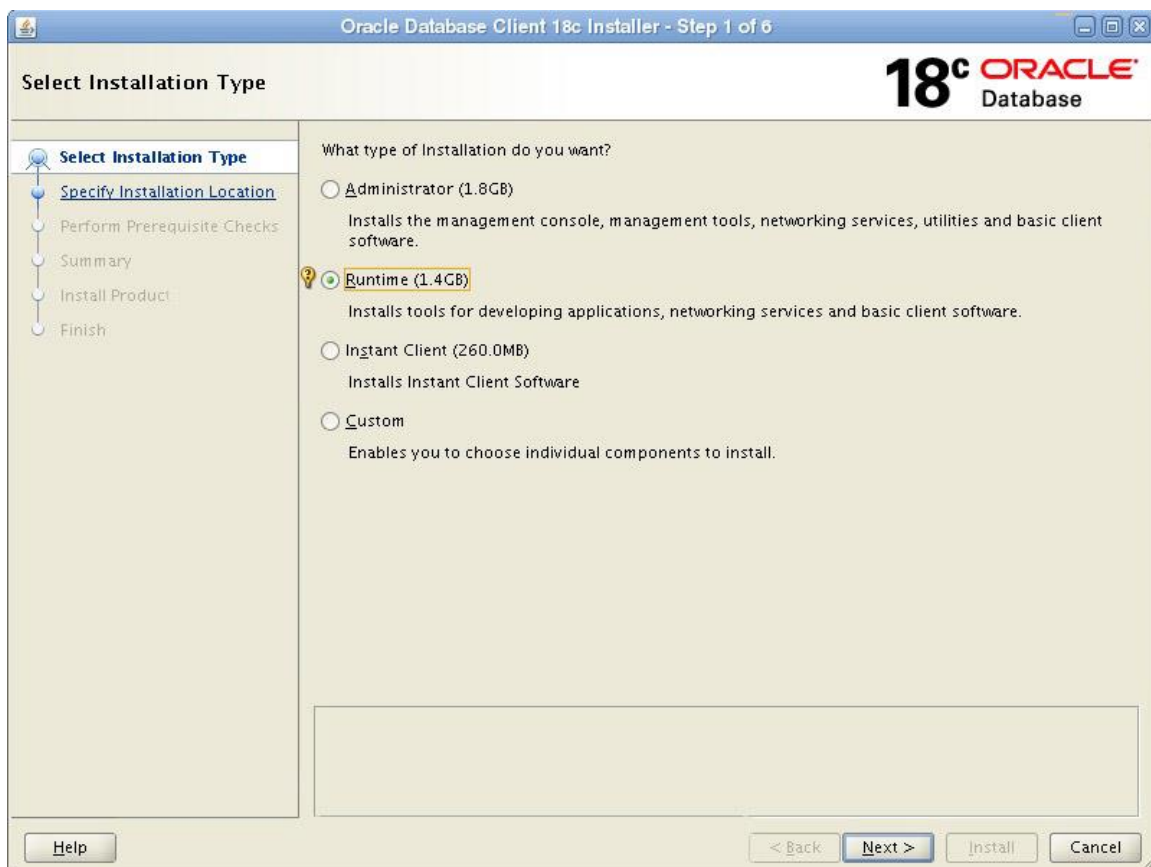 Oracle Database Client 18c Installer - Step 1 of 6
Select Installation Type
18c ORACLE
Database
Select Installation Type
Specify Installation Location
Perform Prerequisite Checks
Summary
Install Product
Finish
What type of Installation do you want?
Administrator (1.8GB)
Installs the management console, management tools, networking services, utilities and basic client
software.
Runtime (1.4GB)
Installs tools for developing applications, networking services and basic client software.
Instant Client (260.0MB)
Installs Instant Client Software
Custom
Enables you to choose individual components to install.
Help
< Back
Next >
Install
Cancel